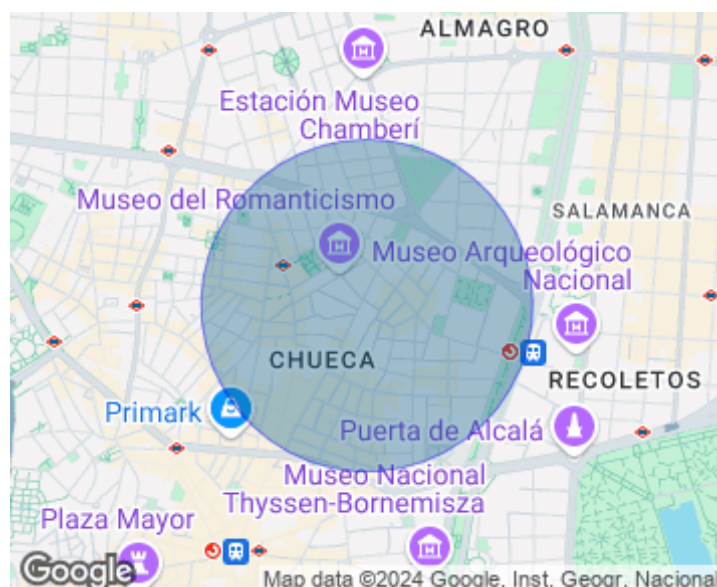 ALMAGRO
Estación Museo
Chamberí
Museo del Romanticismo
SALAMANCA
Museo Arqueológico
Nacional
CHUECA
RECOLETOS
Primark
Puerta de Alcalá
Museo Nacional
Thyssen-Bornemisza
Plaza Mayor
Google
Map data ©2024 Google, Inst. Geogr. Nacional